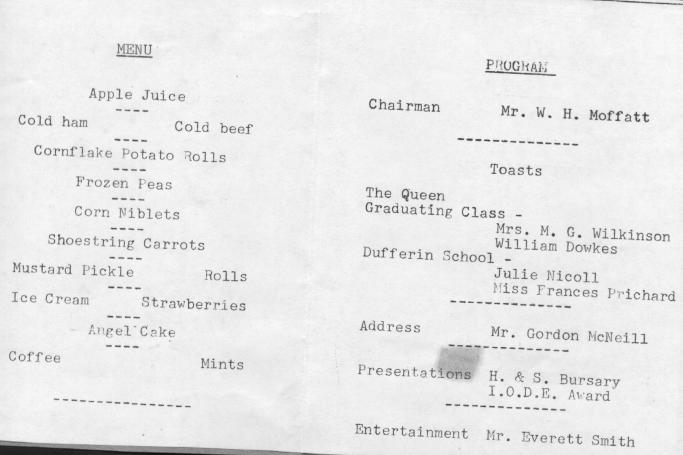 MENU
Apple Juice
----
Cold ham Cold beef
----
Cornflake Potato Rolls
----
Frozen Peas
----
Corn Niblets
----
Shoestring Carrots
----
Mustard Pickle Rolls
----
Ice Cream Strawberries
----
Angel Cake
----
Coffee Mints
----------------
PROGRAM
Chairman Mr. W. H. Moffatt
--------------
Toasts
The Queen
Graduating Class -
Mrs. M. G. Wilkinson
William Dowkes
Dufferin School -
Julie Nicoll
Miss Frances Prichard
--------------
Address Mr. Gordon McNeill
--------------
Presentations H. & S. Bursary
I.O.D.E. Award
--------------
Entertainment Mr. Everett Smith